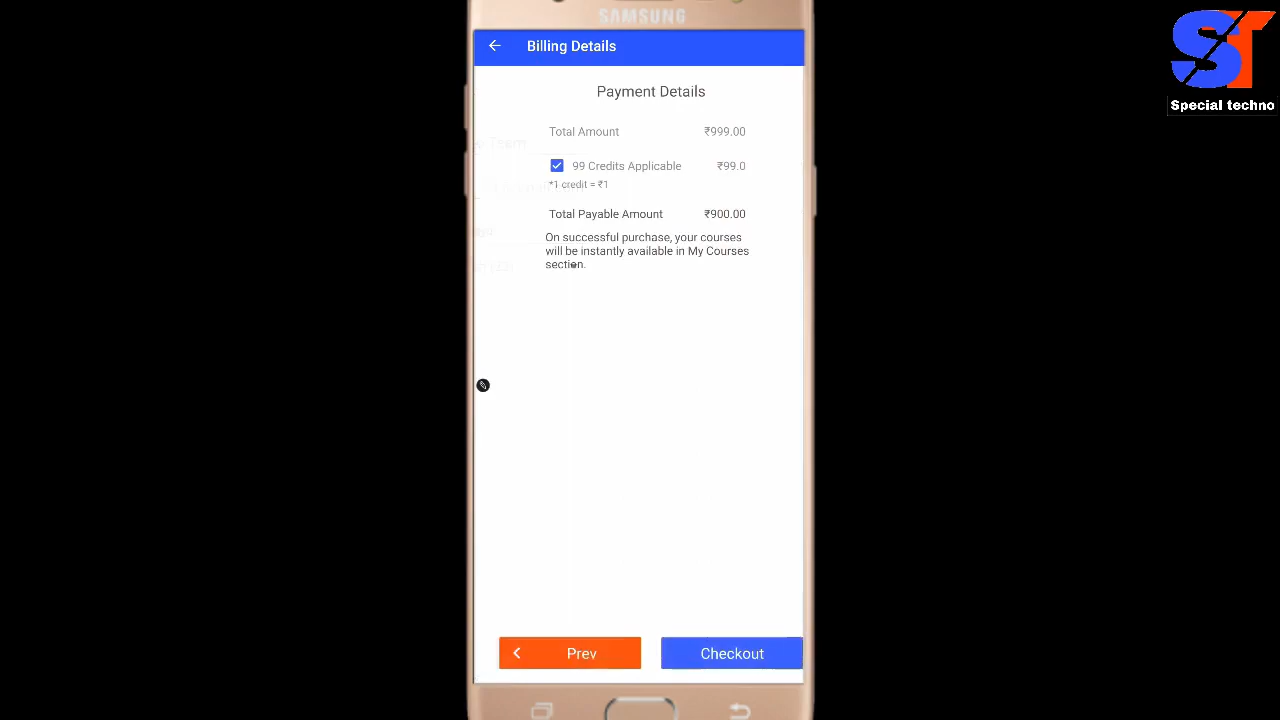 SAMSUNG
Billing Details
Special techno
Payment Details
Total Amount ₹999.00
99 Credits Applicable ₹99.0
*1 credit = ₹1
Total Payable Amount ₹900.00
On successful purchase, your courses
will be instantly available in My Courses
section.
Prev
Checkout